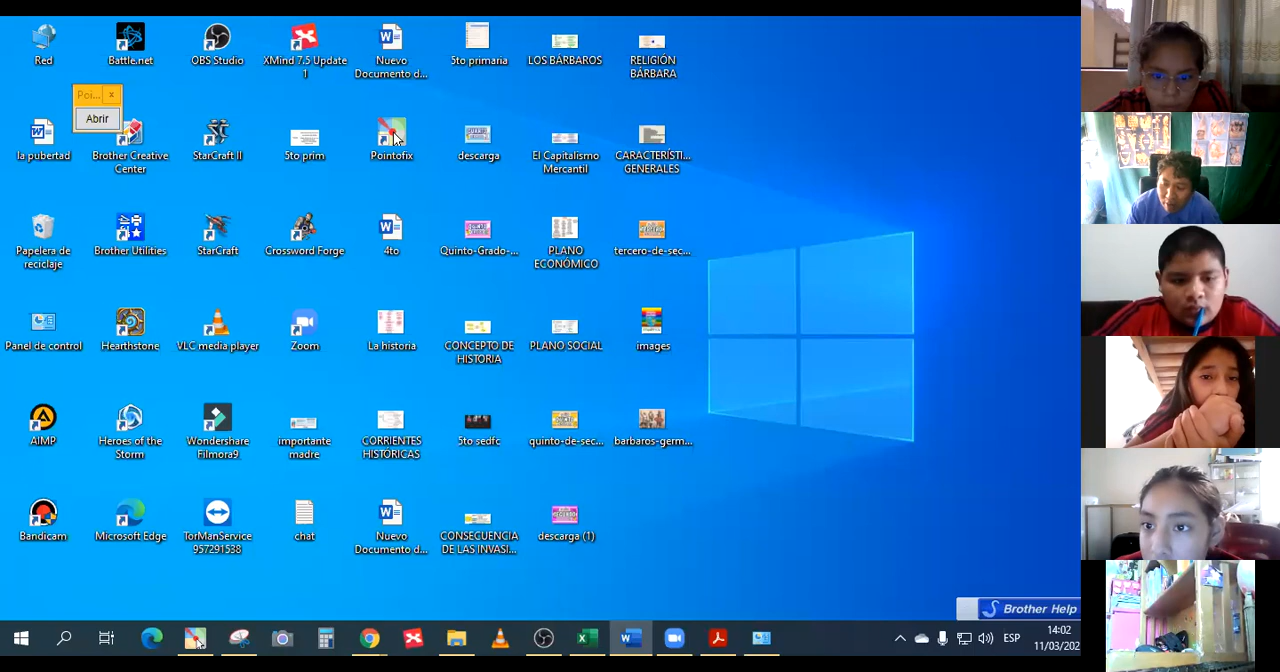 Red
Battle.net
OBS Studio
XMind 7.5 Update
1
Nuevo
Documento d...
5to primaria
LOS BÁRBAROS
RELIGIÓN
BÁRBARA
Poi... x
Abrir
la pubertad
Brother Creative
Center
StarCraft II
5to prim
Pointofix
descarga
El Capitalismo
Mercantil
CARACTERÍSTI...
GENERALES
Papelera de
reciclaje
Brother Utilities
StarCraft
Crossword Forge
4to
Quinto-Grado-...
PLANO
ECONÓMICO
tercero-de-sec...
Panel de control
Hearthstone
VLC media player
Zoom
La historia
CONCEPTO DE
HISTORIA
PLANO SOCIAL
images
AIMP
Heroes of the
Storm
Wondershare
Filmora9
importante
madre
CORRIENTES
HISTÓRICAS
5to sedfc
quinto-de-sec...
barbaros-germ...
Bandicam
Microsoft Edge
TorManService
957291538
chat
Nuevo
Documento d...
CONSECUENCIA
DE LAS INVASI...
descarga (1)
Brother Help
ESP
14:02
11/03/202